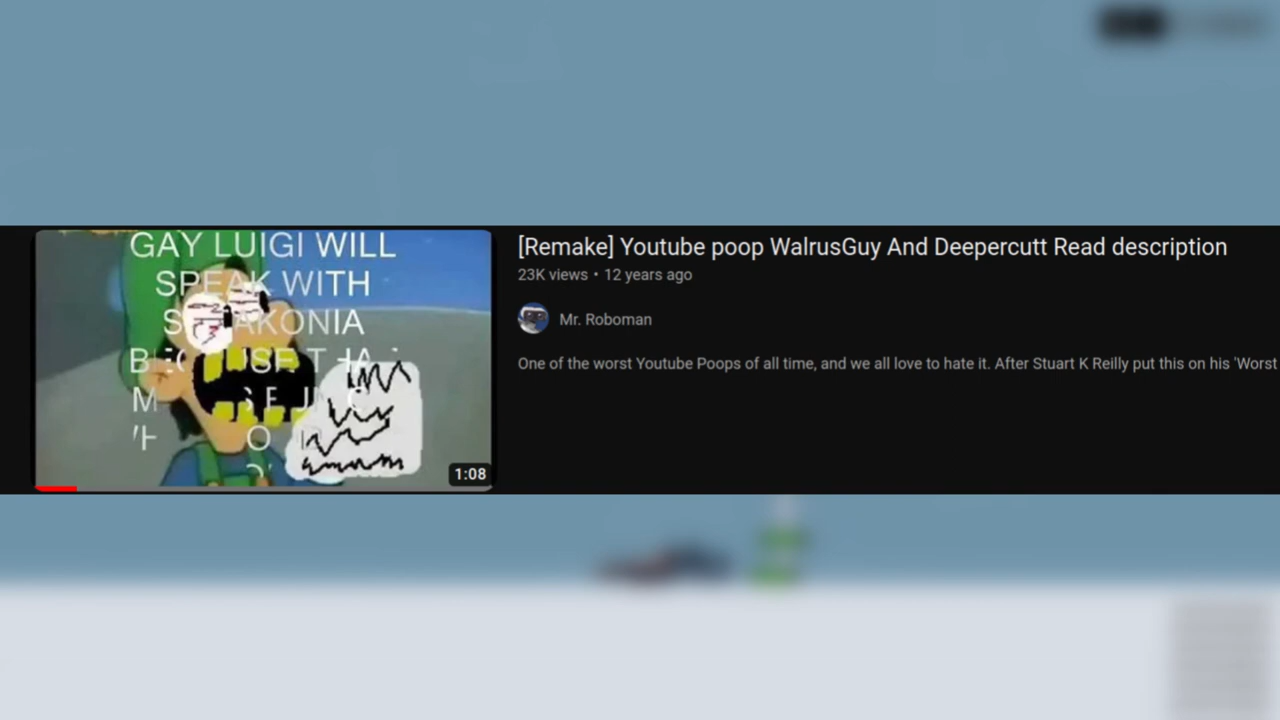 GAY LUIGI WILL
SPEAK WITH
[Remake] Youtube poop WalrusGuy And Deepercutt Read description
23K views • 12 years ago
Mr. Roboman
One of the worst Youtube Poops of all time, and we all love to hate it. After Stuart K Reilly put this on his 'Worst
1:08